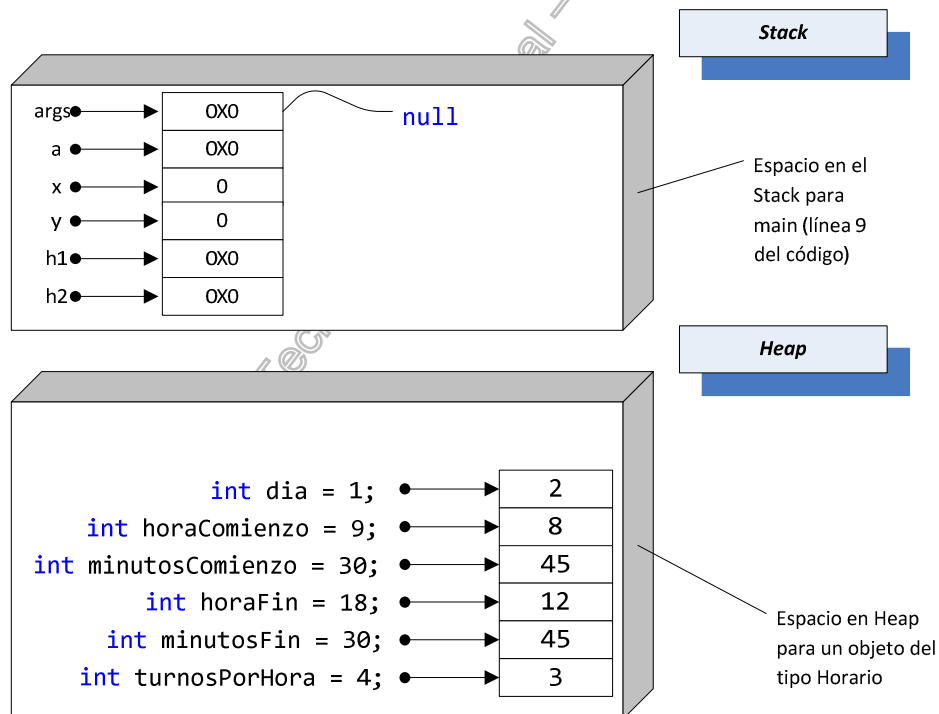 Stack
args
0X0
null
a
0X0
x
0
y
0
h1
0X0
h2
0X0
Espacio en el
Stack para
main (línea 9
del código)
Heap
int dia = 1;
2
int horaComienzo = 9;
8
int minutosComienzo = 30;
45
int horaFin = 18;
12
int minutosFin = 30;
45
int turnosPorHora = 4;
3
Espacio en Heap
para un objeto del
tipo Horario